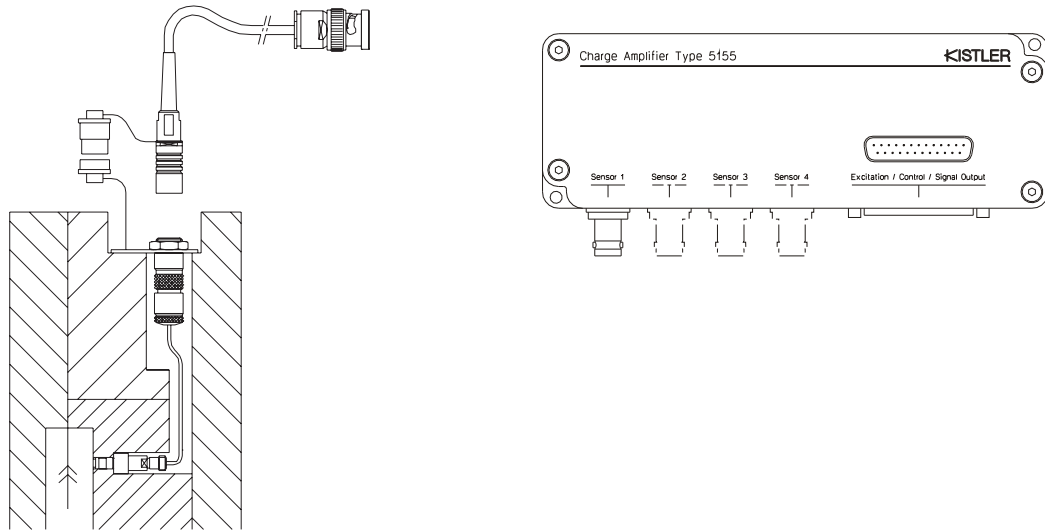 Charge Amplifier Type 5155
KISTLER
Sensor 1
Sensor 2
Sensor 3
Sensor 4
Excitation / Control / Signal Output